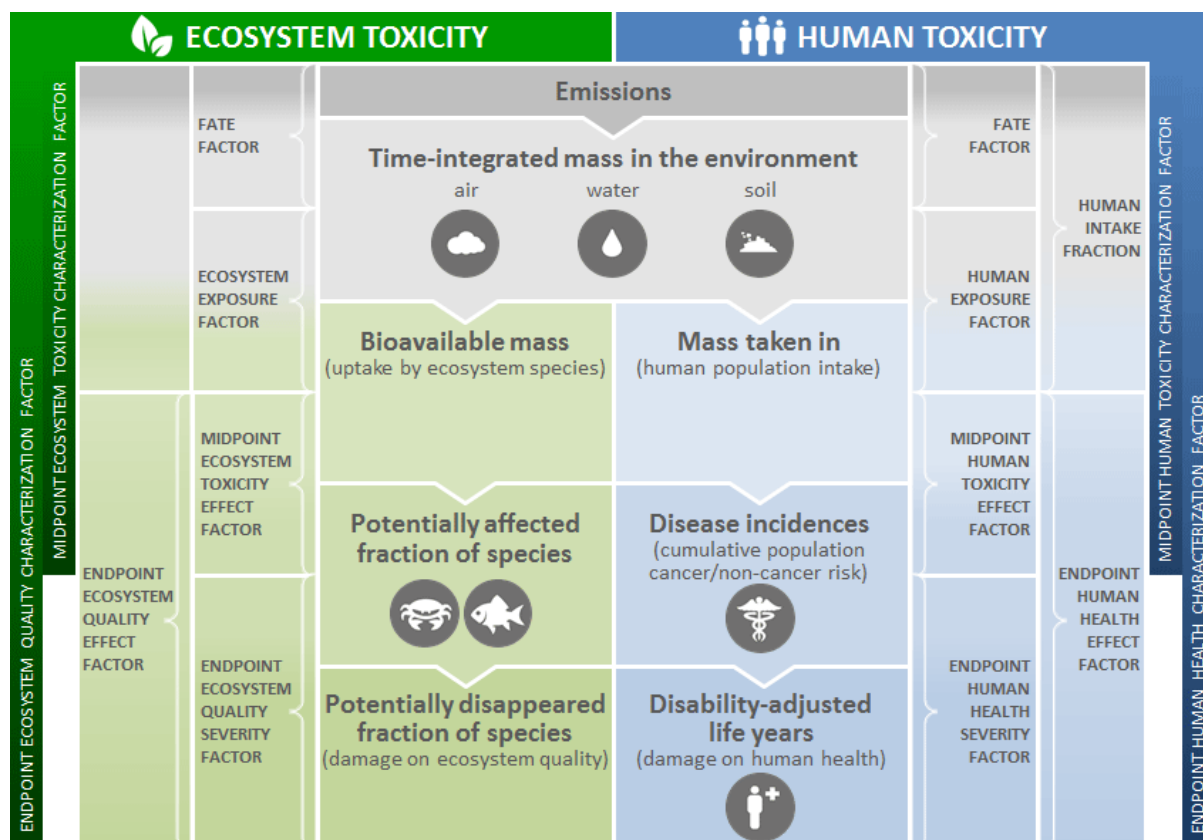 ECOSYSTEM TOXICITY
HUMAN TOXICITY
ENDPOINT ECOSYSTEM QUALITY CHARACTERIZATION FACTOR
MIDPOINT ECOSYSTEM TOXICITY CHARACTERIZATION FACTOR
FATE
FACTOR
ECOSYSTEM
EXPOSURE
FACTOR
MIDPOINT
ECOSYSTEM
TOXICITY
EFFECT
FACTOR
ENDPOINT
ECOSYSTEM
QUALITY
EFFECT
FACTOR
ENDPOINT
ECOSYSTEM
QUALITY
SEVERITY
FACTOR
Emissions
Time-integrated mass in the environment
air
water
soil
Bioavailable mass
(uptake by ecosystem species)
Mass taken in
(human population intake)
Potentially affected
fraction of species
Disease incidences
(cumulative population
cancer/non-cancer risk)
Potentially disappeared
fraction of species
(damage on ecosystem quality)
Disability-adjusted
life years
(damage on human health)
FATE
FACTOR
HUMAN
EXPOSURE
FACTOR
HUMAN
INTAKE
FRACTION
MIDPOINT
HUMAN
TOXICITY
EFFECT
FACTOR
ENDPOINT
HUMAN
HEALTH
EFFECT
FACTOR
ENDPOINT
HUMAN
HEALTH
SEVERITY
FACTOR
MIDPOINT HUMAN TOXICITY CHARACTERIZATION FACTOR
ENDPOINT HUMAN HEALTH CHARACTERIZATION FACTOR